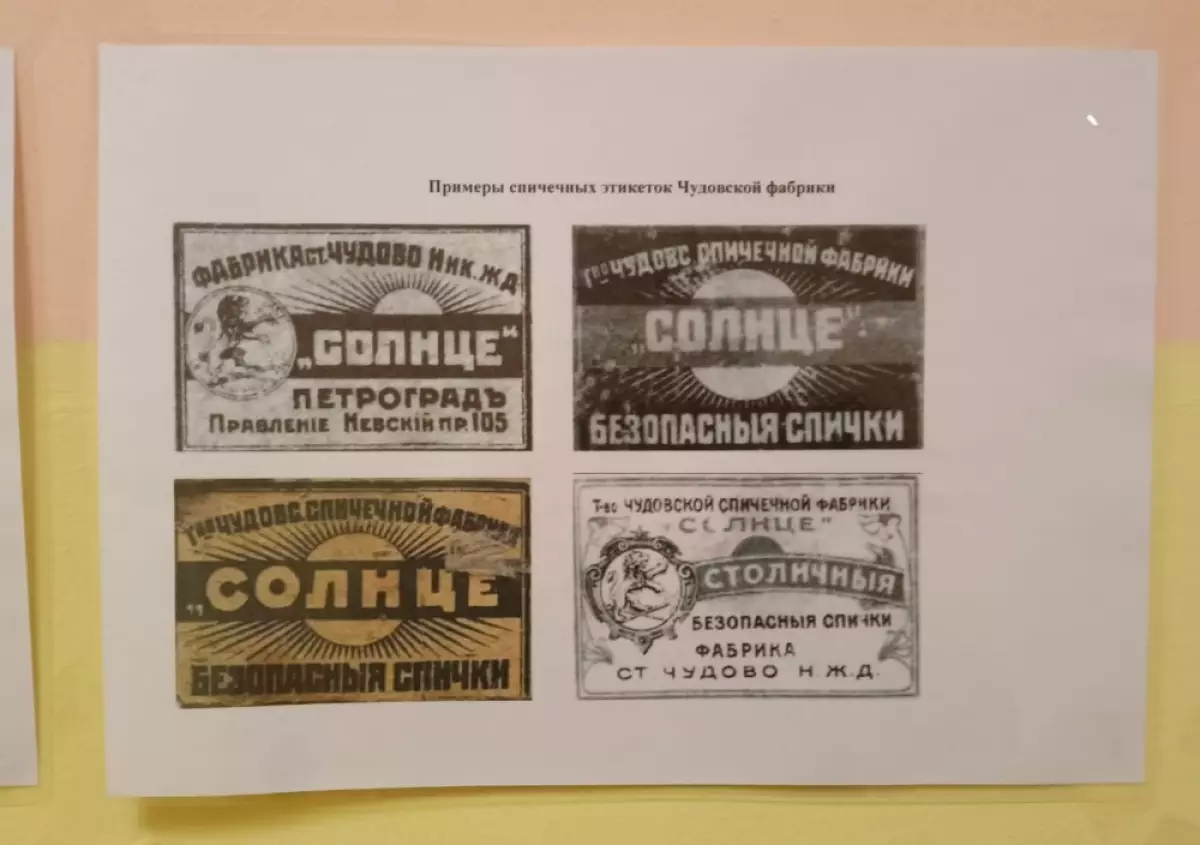 Примеры спичечных этикеток Чудовской фабрики
ФАБРИКА СТ. ЧУДОВО НИК. ЖД
„СОЛНЦЕ“
ПЕТРОГРАДЪ
ПРАВЛЕНІЕ НЕВСКІЙ ПР. 105
Т-ВО ЧУДОВС. СПИЧЕЧНОЙ ФАБРИКИ
„СОЛНЦЕ“
БЕЗОПАСНЫЯ СПИЧКИ
Т-ВО ЧУДОВС. СПИЧЕЧНОЙ ФАБРИКИ
„СОЛНЦЕ
БЕЗОПАСНЫЯ СПИЧКИ
Т-во ЧУДОВСКОЙ СПИЧЕЧНОЙ ФАБРИКИ
„СОЛНЦЕ“
СТОЛИЧНЫЯ
БЕЗОПАСНЫЯ СПИЧКИ
ФАБРИКА
СТ ЧУДОВО Н.Ж.Д.